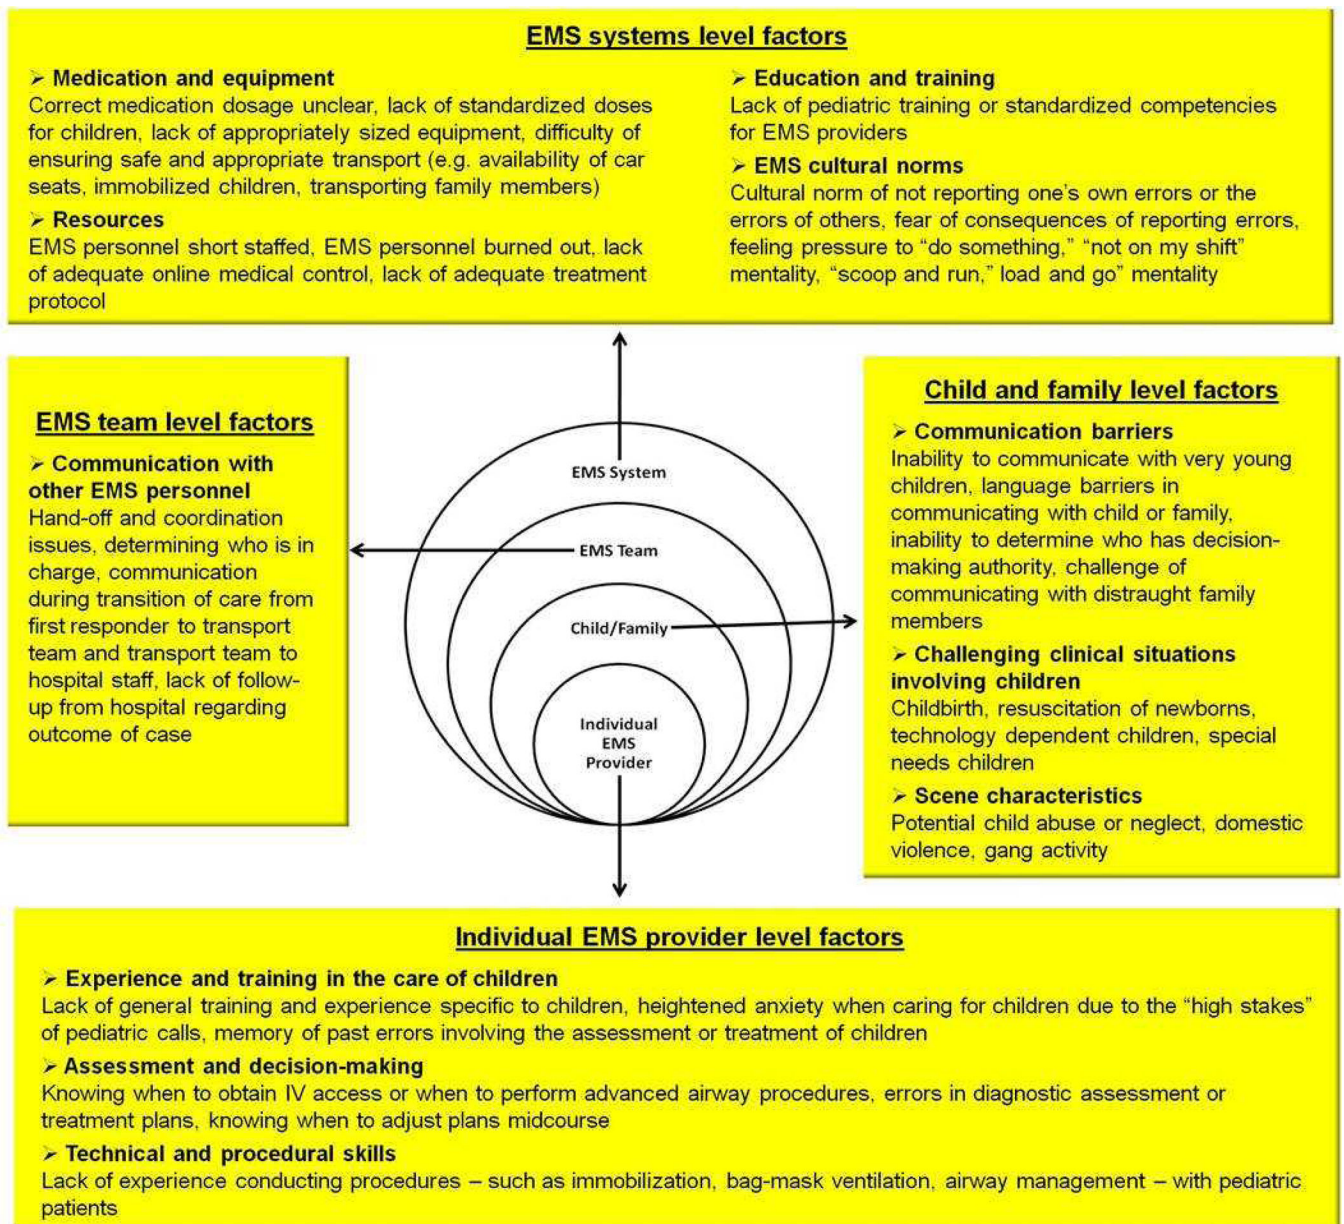 EMS systems level factors
➢ Medication and equipment
Correct medication dosage unclear, lack of standardized doses
for children, lack of appropriately sized equipment, difficulty of
ensuring safe and appropriate transport (e.g. availability of car
seats, immobilized children, transporting family members)
➢ Resources
EMS personnel short staffed, EMS personnel burned out, lack
of adequate online medical control, lack of adequate treatment
protocol
➢ Education and training
Lack of pediatric training or standardized competencies
for EMS providers
➢ EMS cultural norms
Cultural norm of not reporting one’s own errors or the
errors of others, fear of consequences of reporting errors,
feeling pressure to “do something,” “not on my shift”
mentality, “scoop and run,” load and go” mentality
EMS team level factors
➢ Communication with
other EMS personnel
Hand-off and coordination
issues, determining who is in
charge, communication
during transition of care from
first responder to transport
team and transport team to
hospital staff, lack of follow-
up from hospital regarding
outcome of case
EMS System
EMS Team
Child/Family
Individual
EMS
Provider
Child and family level factors
➢ Communication barriers
Inability to communicate with very young
children, language barriers in
communicating with child or family,
inability to determine who has decision-
making authority, challenge of
communicating with distraught family
members
➢ Challenging clinical situations
involving children
Childbirth, resuscitation of newborns,
technology dependent children, special
needs children
➢ Scene characteristics
Potential child abuse or neglect, domestic
violence, gang activity
Individual EMS provider level factors
➢ Experience and training in the care of children
Lack of general training and experience specific to children, heightened anxiety when caring for children due to the “high stakes”
of pediatric calls, memory of past errors involving the assessment or treatment of children
➢ Assessment and decision-making
Knowing when to obtain IV access or when to perform advanced airway procedures, errors in diagnostic assessment or
treatment plans, knowing when to adjust plans midcourse
➢ Technical and procedural skills
Lack of experience conducting procedures – such as immobilization, bag-mask ventilation, airway management – with pediatric
patients